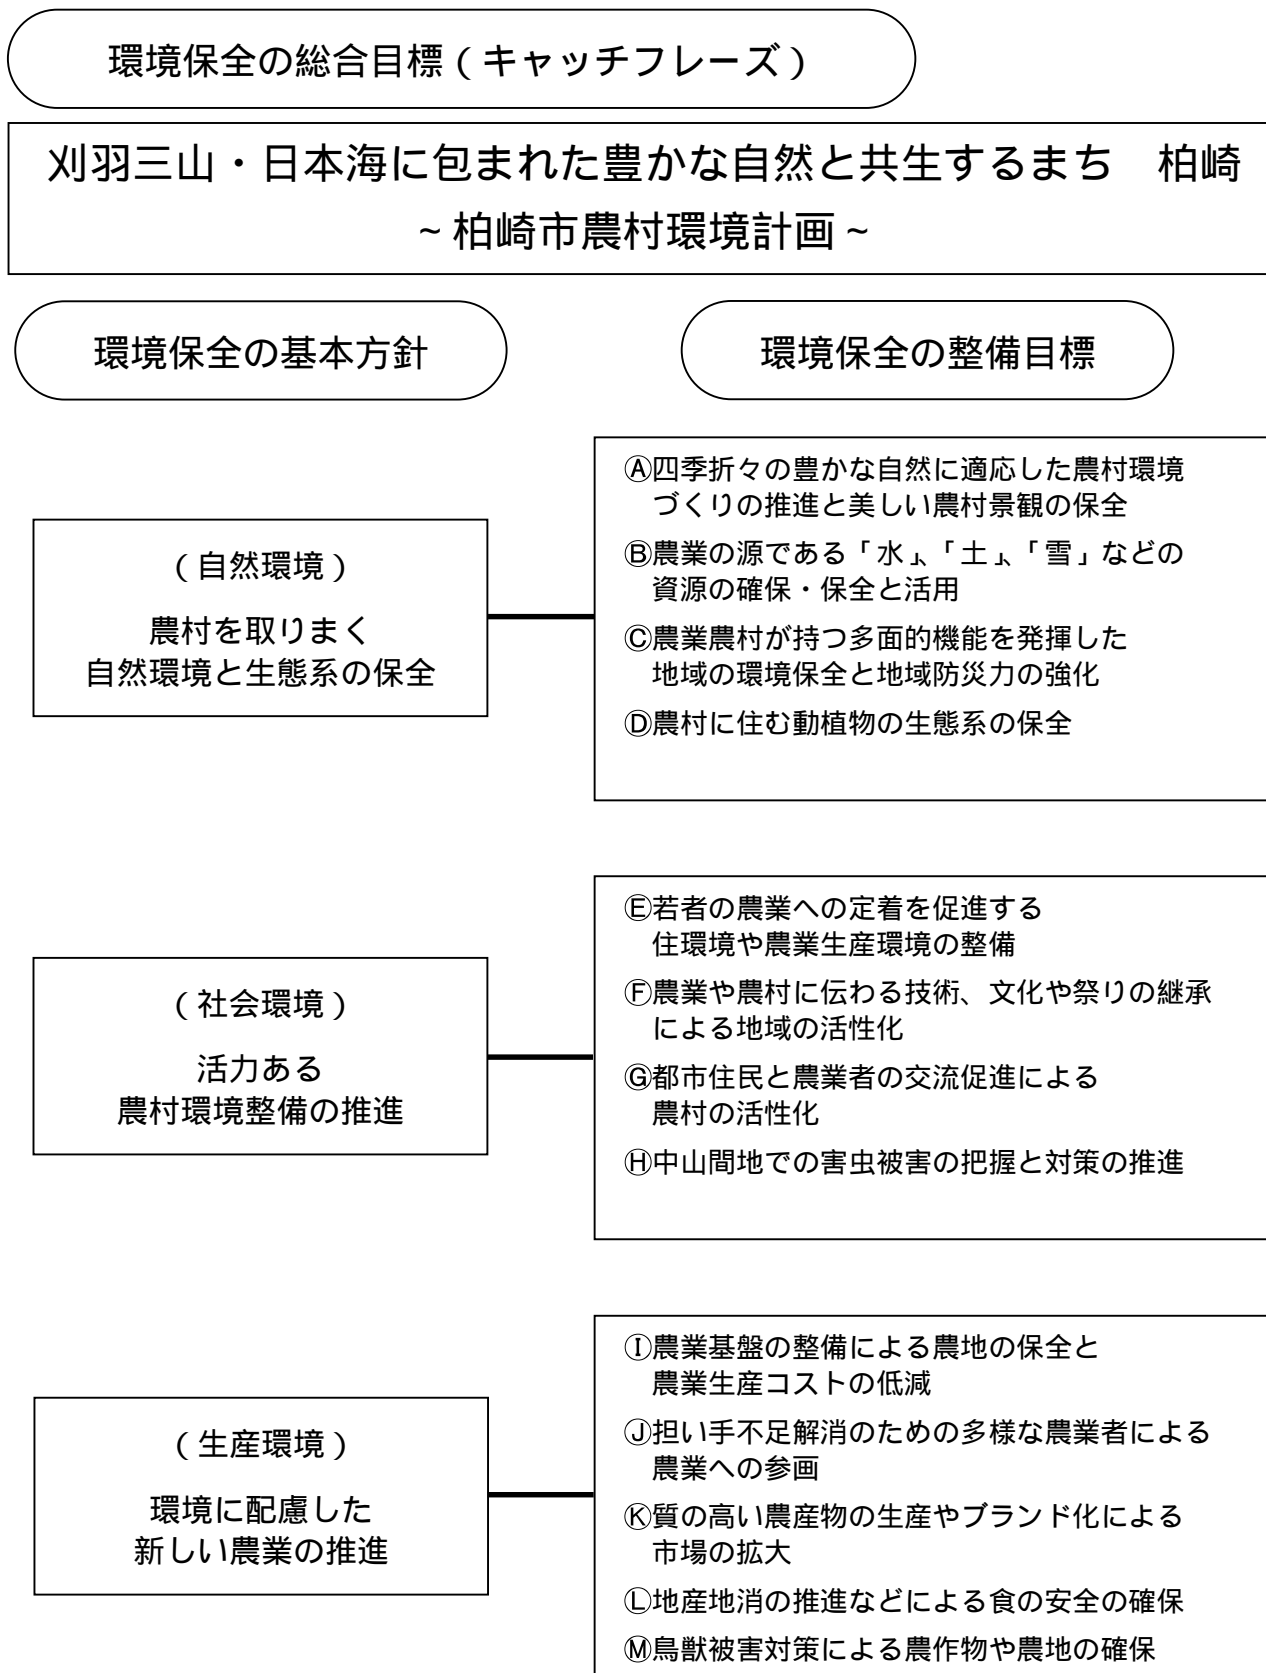 環境保全の総合目標（キャッチフレーズ）
刈羽三山・日本海に包まれた豊かな自然と共生するまち　柏崎
～柏崎市農村環境計画～
環境保全の基本方針
環境保全の整備目標
（自然環境）
農村を取りまく
自然環境と生態系の保全
Ⓐ四季折々の豊かな自然に適応した農村環境
づくりの推進と美しい農村景観の保全
Ⓑ農業の源である「水」、「土」、「雪」などの
資源の確保・保全と活用
Ⓒ農業農村が持つ多面的機能を発揮した
地域の環境保全と地域防災力の強化
Ⓓ農村に住む動植物の生態系の保全
（社会環境）
活力ある
農村環境整備の推進
Ⓔ若者の農業への定着を促進する
住環境や農業生産環境の整備
Ⓕ農業や農村に伝わる技術、文化や祭りの継承
による地域の活性化
Ⓖ都市住民と農業者の交流促進による
農村の活性化
Ⓗ中山間地での害虫被害の把握と対策の推進
（生産環境）
環境に配慮した
新しい農業の推進
Ⓘ農業基盤の整備による農地の保全と
農業生産コストの低減
Ⓙ担い手不足解消のための多様な農業者による
農業への参画
Ⓚ質の高い農産物の生産やブランド化による
市場の拡大
Ⓛ地産地消の推進などによる食の安全の確保
Ⓜ鳥獣被害対策による農作物や農地の確保